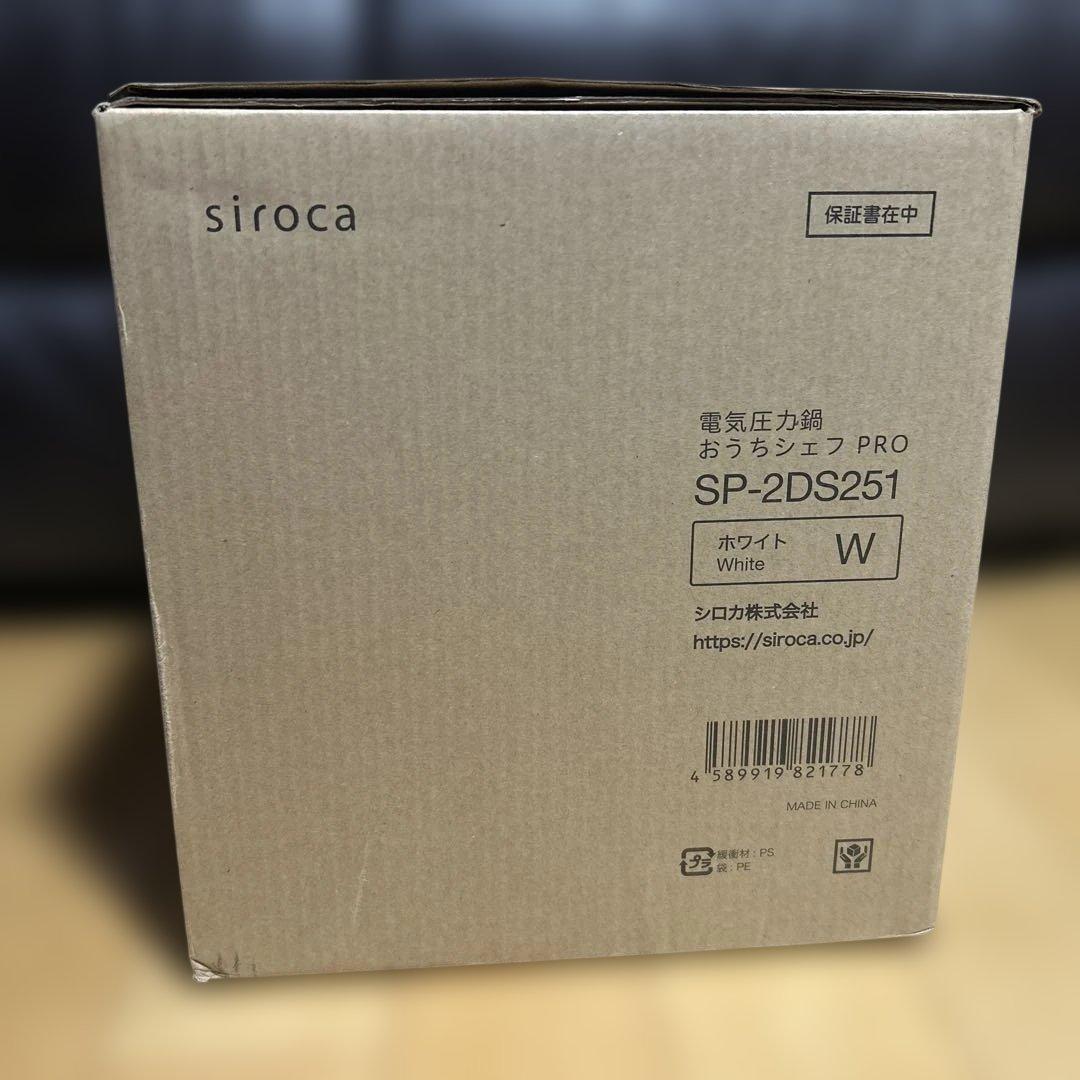 siroca
保証書在中
電気圧力鍋
おうちシェフ PRO
SP-2DS251
ホワイト
White
W
シロカ株式会社
https://siroca.co.jp/
4 589919 821778
MADE IN CHINA
プラ
緩衝材 : PS
袋 : PE